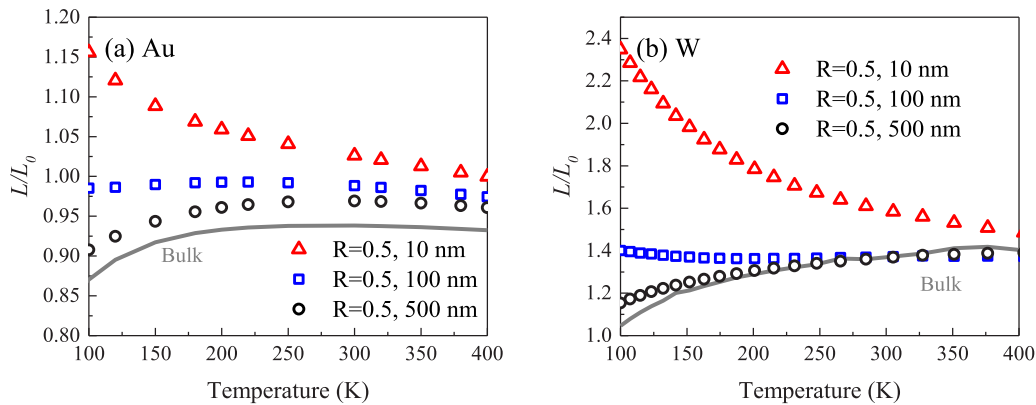 (a) Au
1.20
1.15
1.10
1.05
1.00
0.95
0.90
0.85
0.80
L/L0
Bulk
R=0.5, 10 nm
R=0.5, 100 nm
R=0.5, 500 nm
100 150 200 250 300 350 400
Temperature (K)
(b) W
2.4
2.2
2.0
1.8
1.6
1.4
1.2
1.0
L/L0
R=0.5, 10 nm
R=0.5, 100 nm
R=0.5, 500 nm
Bulk
100 150 200 250 300 350 400
Temperature (K)